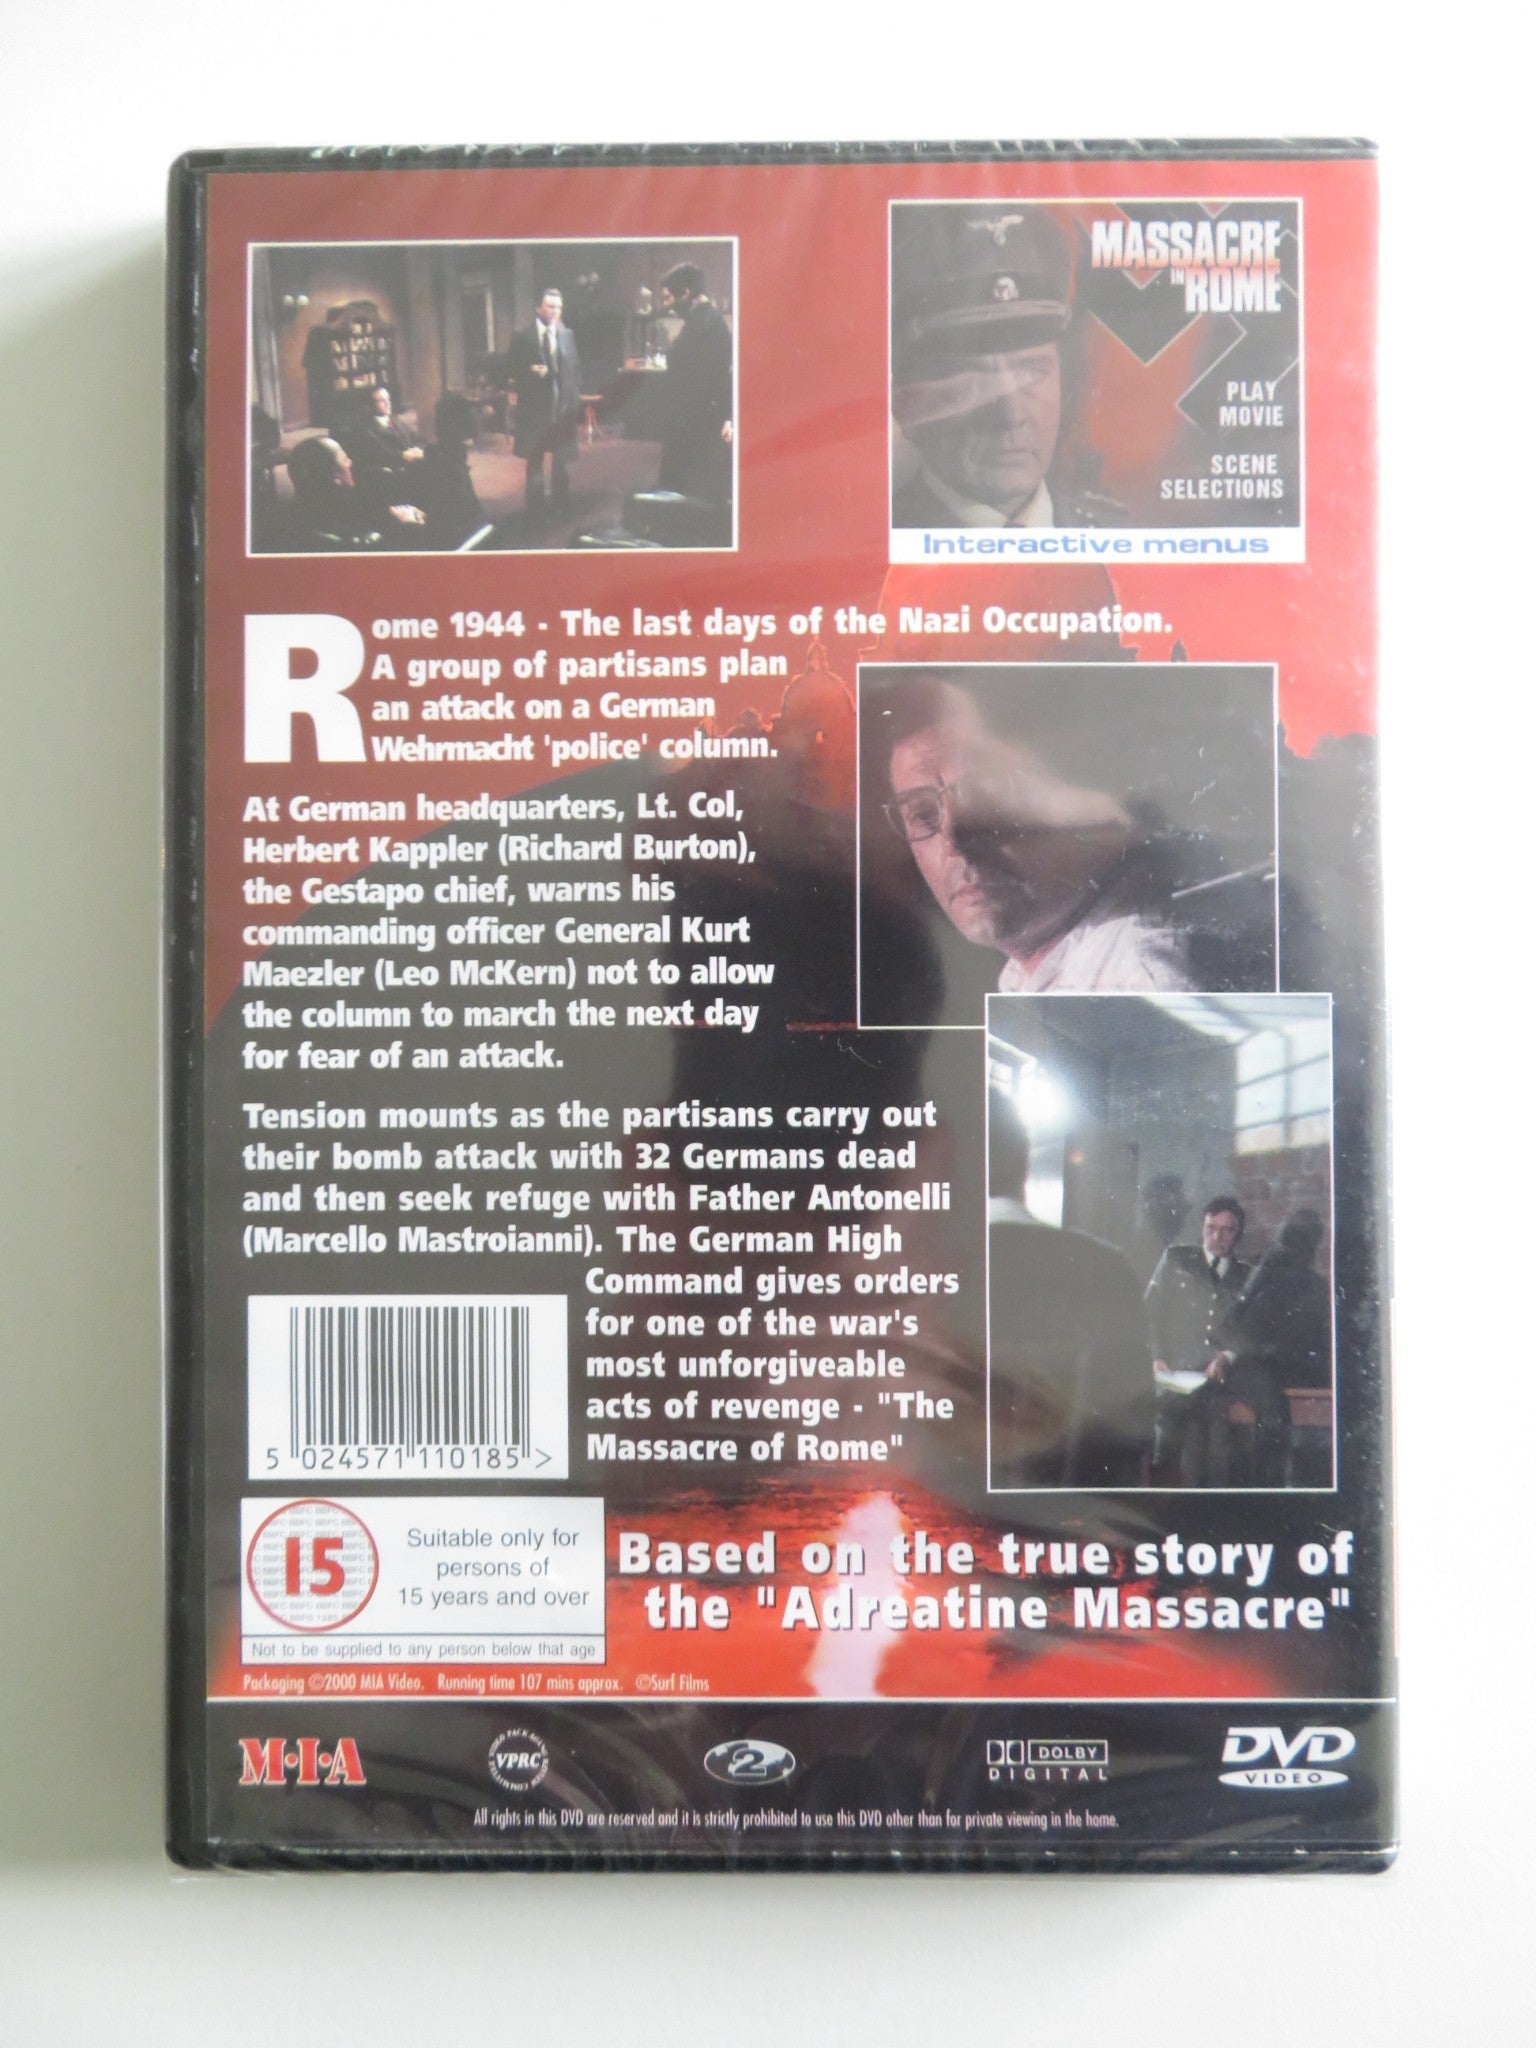 MASSACRE
IN
ROME
PLAY
MOVIE
SCENE
SELECTIONS
Interactive menus
Rome 1944 - The last days of the Nazi Occupation.
A group of partisans plan
an attack on a German
Wehrmacht 'police' column.
At German headquarters, Lt. Col,
Herbert Kappler (Richard Burton),
the Gestapo chief, warns his
commanding officer General Kurt
Maezler (Leo McKern) not to allow
the column to march the next day
for fear of an attack.
Tension mounts as the partisans carry out
their bomb attack with 32 Germans dead
and then seek refuge with Father Antonelli
(Marcello Mastroianni). The German High
Command gives orders
for one of the war's
most unforgiveable
acts of revenge - "The
Massacre of Rome"
5 024571 110185 >
15
Suitable only for
persons of
15 years and over
Not to be supplied to any person below that age
Based on the true story of
the "Adreatine Massacre"
Packaging ©2000 MIA Video. Running time 107 mins approx. ©Surf Films
M·I·A
VPRC
2
DOLBY
DIGITAL
DVD
VIDEO
All rights in this DVD are reserved and it is strictly prohibited to use this DVD other than for private viewing in the home.